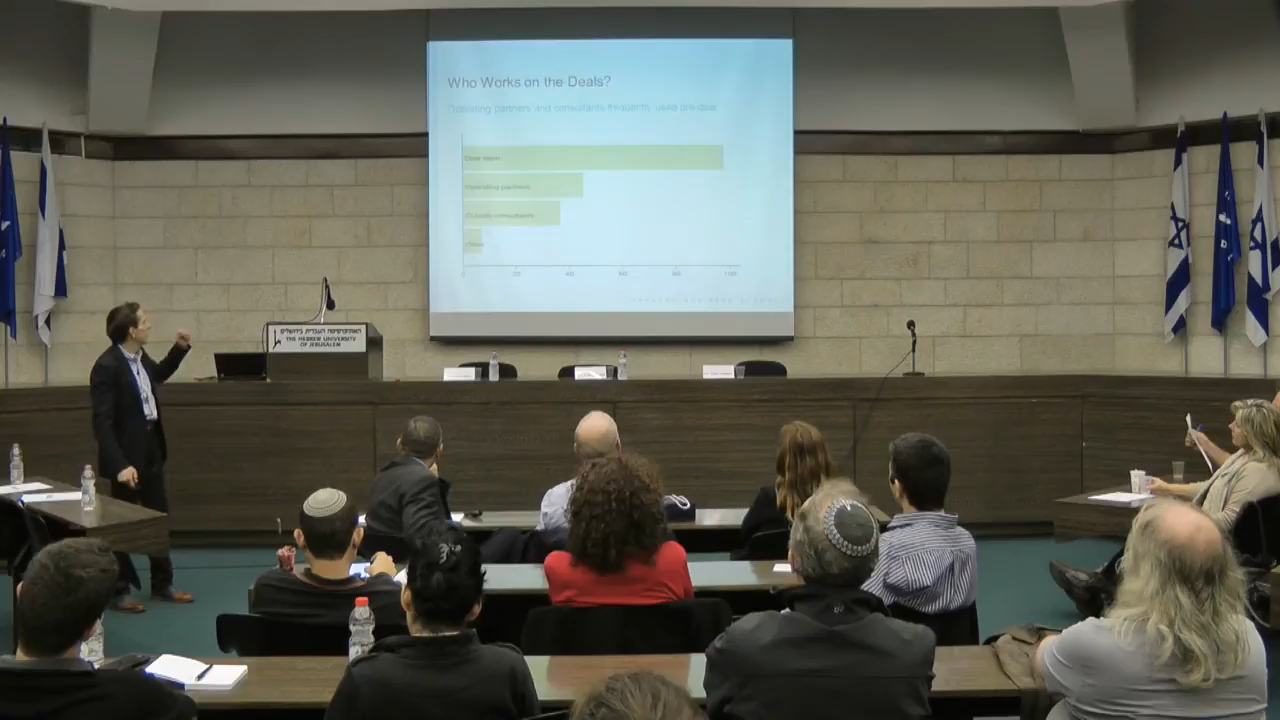 Who Works on the Deals?
Operating partners and consultants frequently used pre-deal
Deal team
Operating partners
Outside consultants
Other
0 20 40 60 80 100
האוניברסיטה העברית בירושלים
THE HEBREW UNIVERSITY
OF JERUSALEM